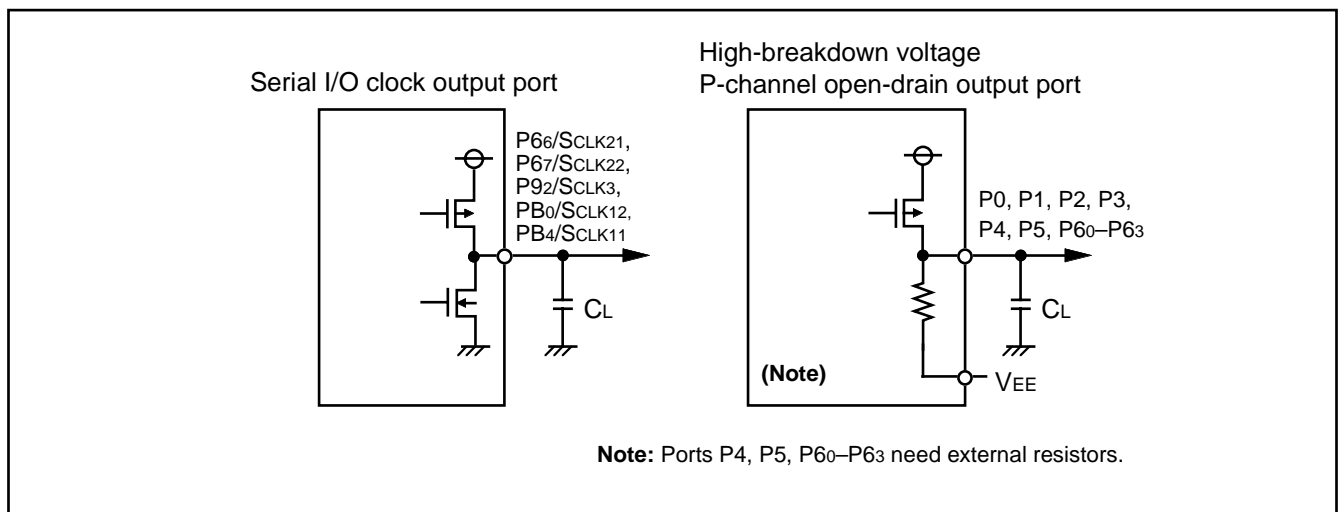 Serial I/O clock output port
P66/SCLK21,
P67/SCLK22,
P92/SCLK3,
PB0/SCLK12,
PB4/SCLK11
CL
High-breakdown voltage
P-channel open-drain output port
P0, P1, P2, P3,
P4, P5, P60–P63
CL
(Note)
VEE
Note: Ports P4, P5, P60–P63 need external resistors.